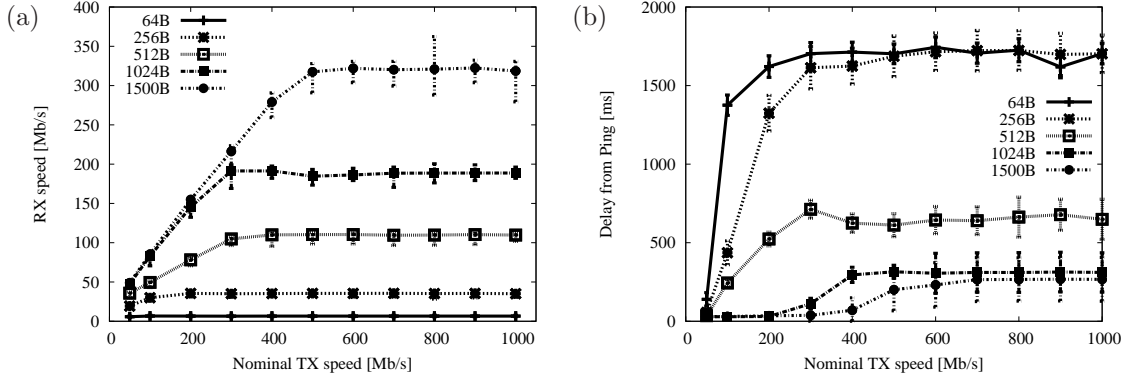 (a)
64B
256B
512B
1024B
1500B
400
350
300
250
200
150
100
50
0
RX speed [Mb/s]
0 200 400 600 800 1000
Nominal TX speed [Mb/s]
(b)
2000
1500
1000
500
0
Delay from Ping [ms]
64B
256B
512B
1024B
1500B
0 200 400 600 800 1000
Nominal TX speed [Mb/s]